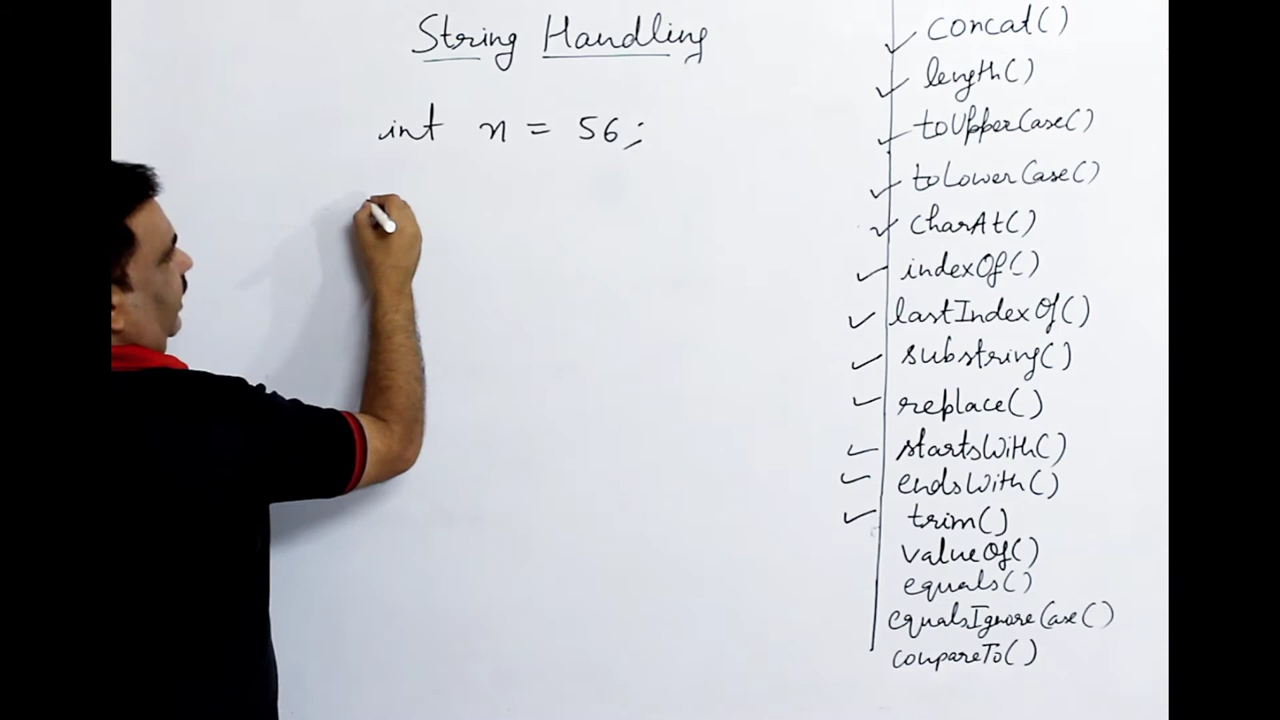 String Handling
int n = 56;
concat()
length()
toUpperCase()
toLowerCase()
charAt()
indexOf()
lastIndexOf()
substring()
replace()
startsWith()
endsWith()
trim()
valueOf()
equals()
equalsIgnoreCase()
compareTo()